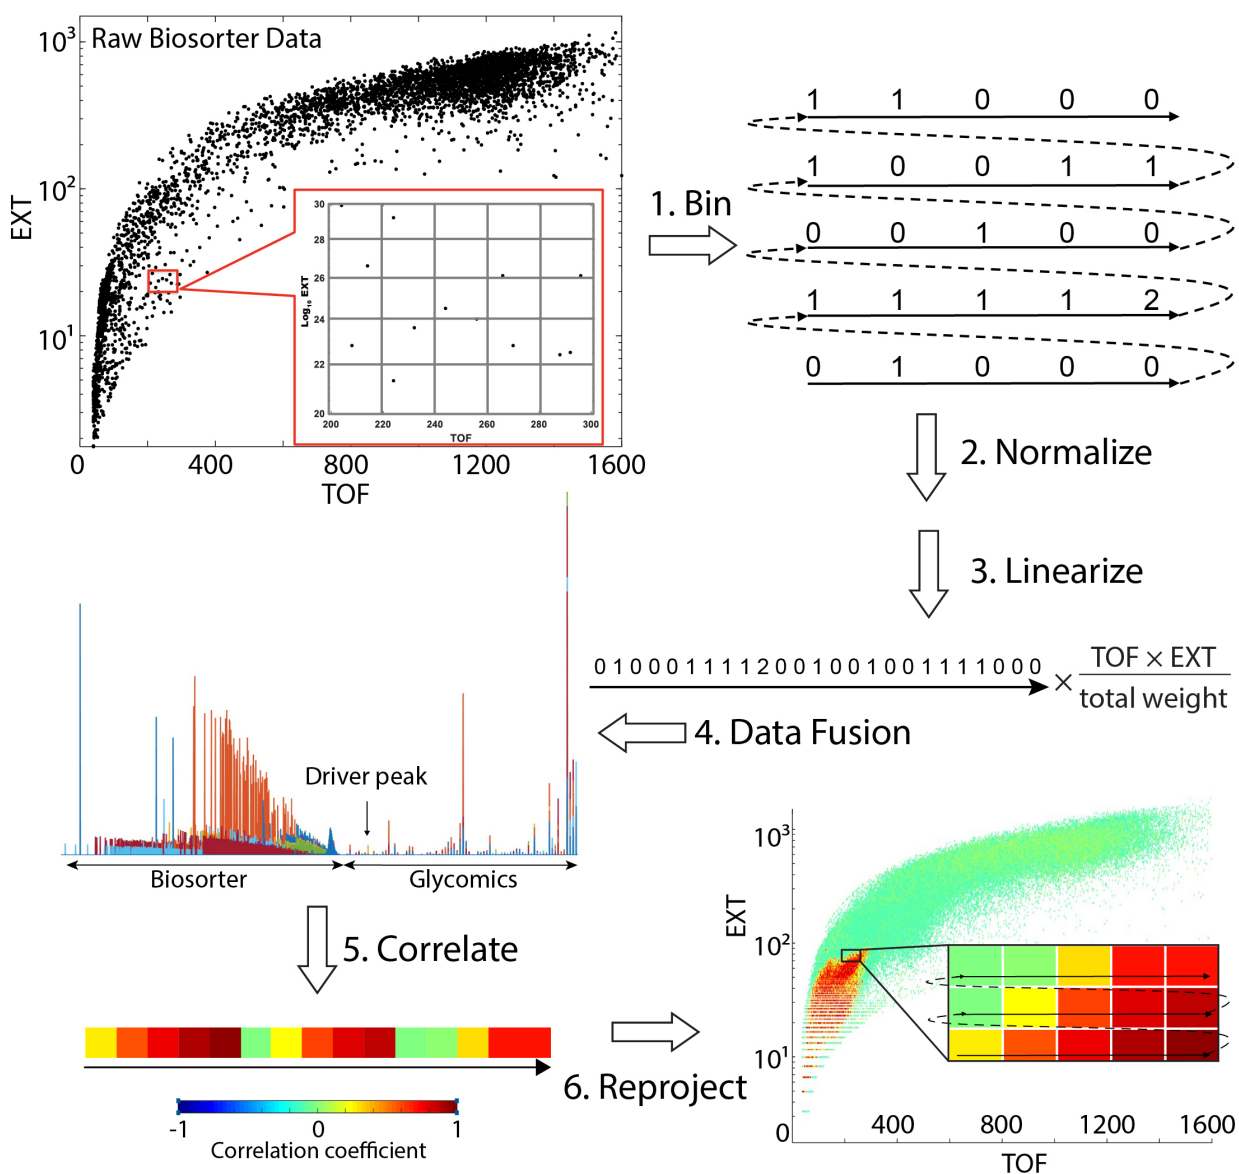 Raw Biosorter Data
10³
10²
10¹
EXT
0 400 800 1200 1600
TOF
30
28
26
24
22
20
Log₁₀ EXT
200 220 240 260 280 300
TOF
1. Bin
1 1 0 0 0
1 0 0 1 1
0 0 1 0 0
1 1 1 1 2
0 1 0 0 0
2. Normalize
3. Linearize
0 1 0 0 0 1 1 1 1 2 0 0 1 0 0 1 0 0 1 1 1 1 0 0 0
× TOF × EXT
total weight
4. Data Fusion
Driver peak
Biosorter Glycomics
5. Correlate
-1 0 1
Correlation coefficient
6. Reproject
10³
10²
10¹
0
EXT
400 800 1200 1600
TOF